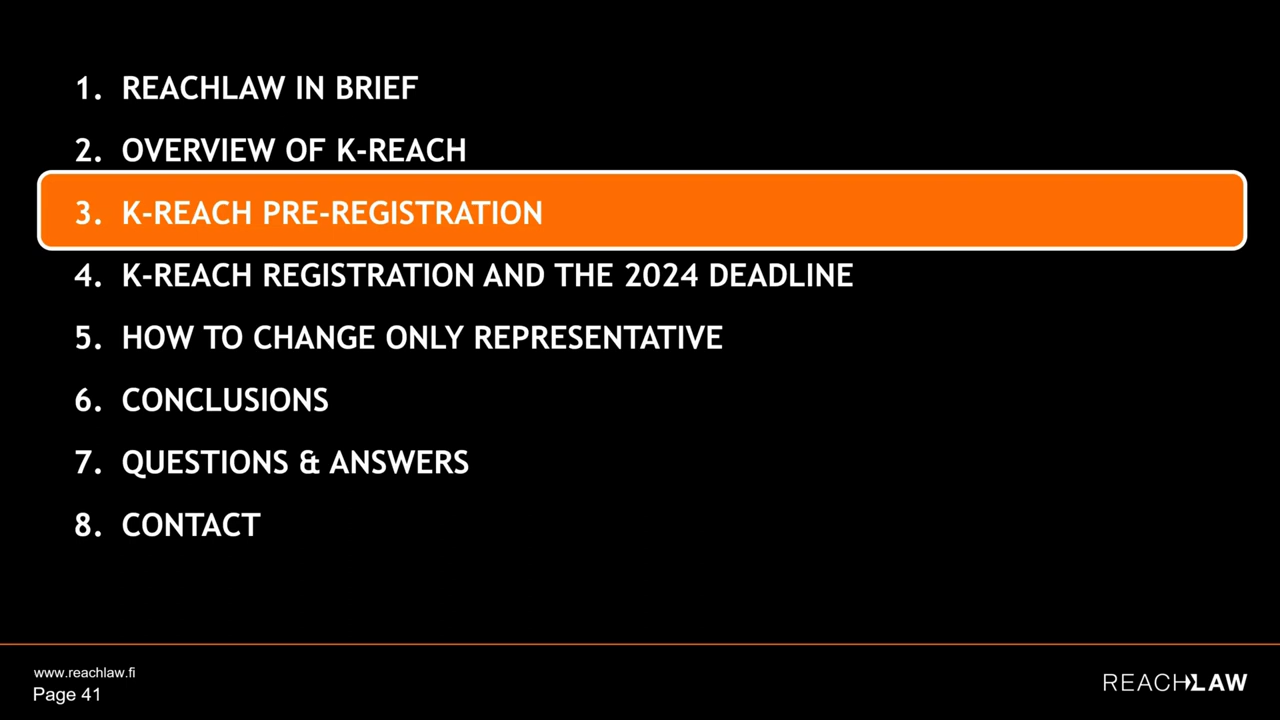 1. REACHLAW IN BRIEF
2. OVERVIEW OF K-REACH
3. K-REACH PRE-REGISTRATION
4. K-REACH REGISTRATION AND THE 2024 DEADLINE
5. HOW TO CHANGE ONLY REPRESENTATIVE
6. CONCLUSIONS
7. QUESTIONS & ANSWERS
8. CONTACT
www.reachlaw.fi
Page 41
REACHLAW